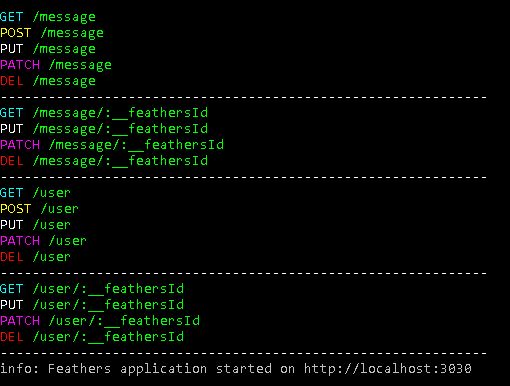 GET /message
POST /message
PUT /message
PATCH /message
DEL /message
-------------------------------------------------------------
GET /message/:__feathersId
PUT /message/:__feathersId
PATCH /message/:__feathersId
DEL /message/:__feathersId
-------------------------------------------------------------
GET /user
POST /user
PUT /user
PATCH /user
DEL /user
-------------------------------------------------------------
GET /user/:__feathersId
PUT /user/:__feathersId
PATCH /user/:__feathersId
DEL /user/:__feathersId
-------------------------------------------------------------
info: Feathers application started on http://localhost:3030